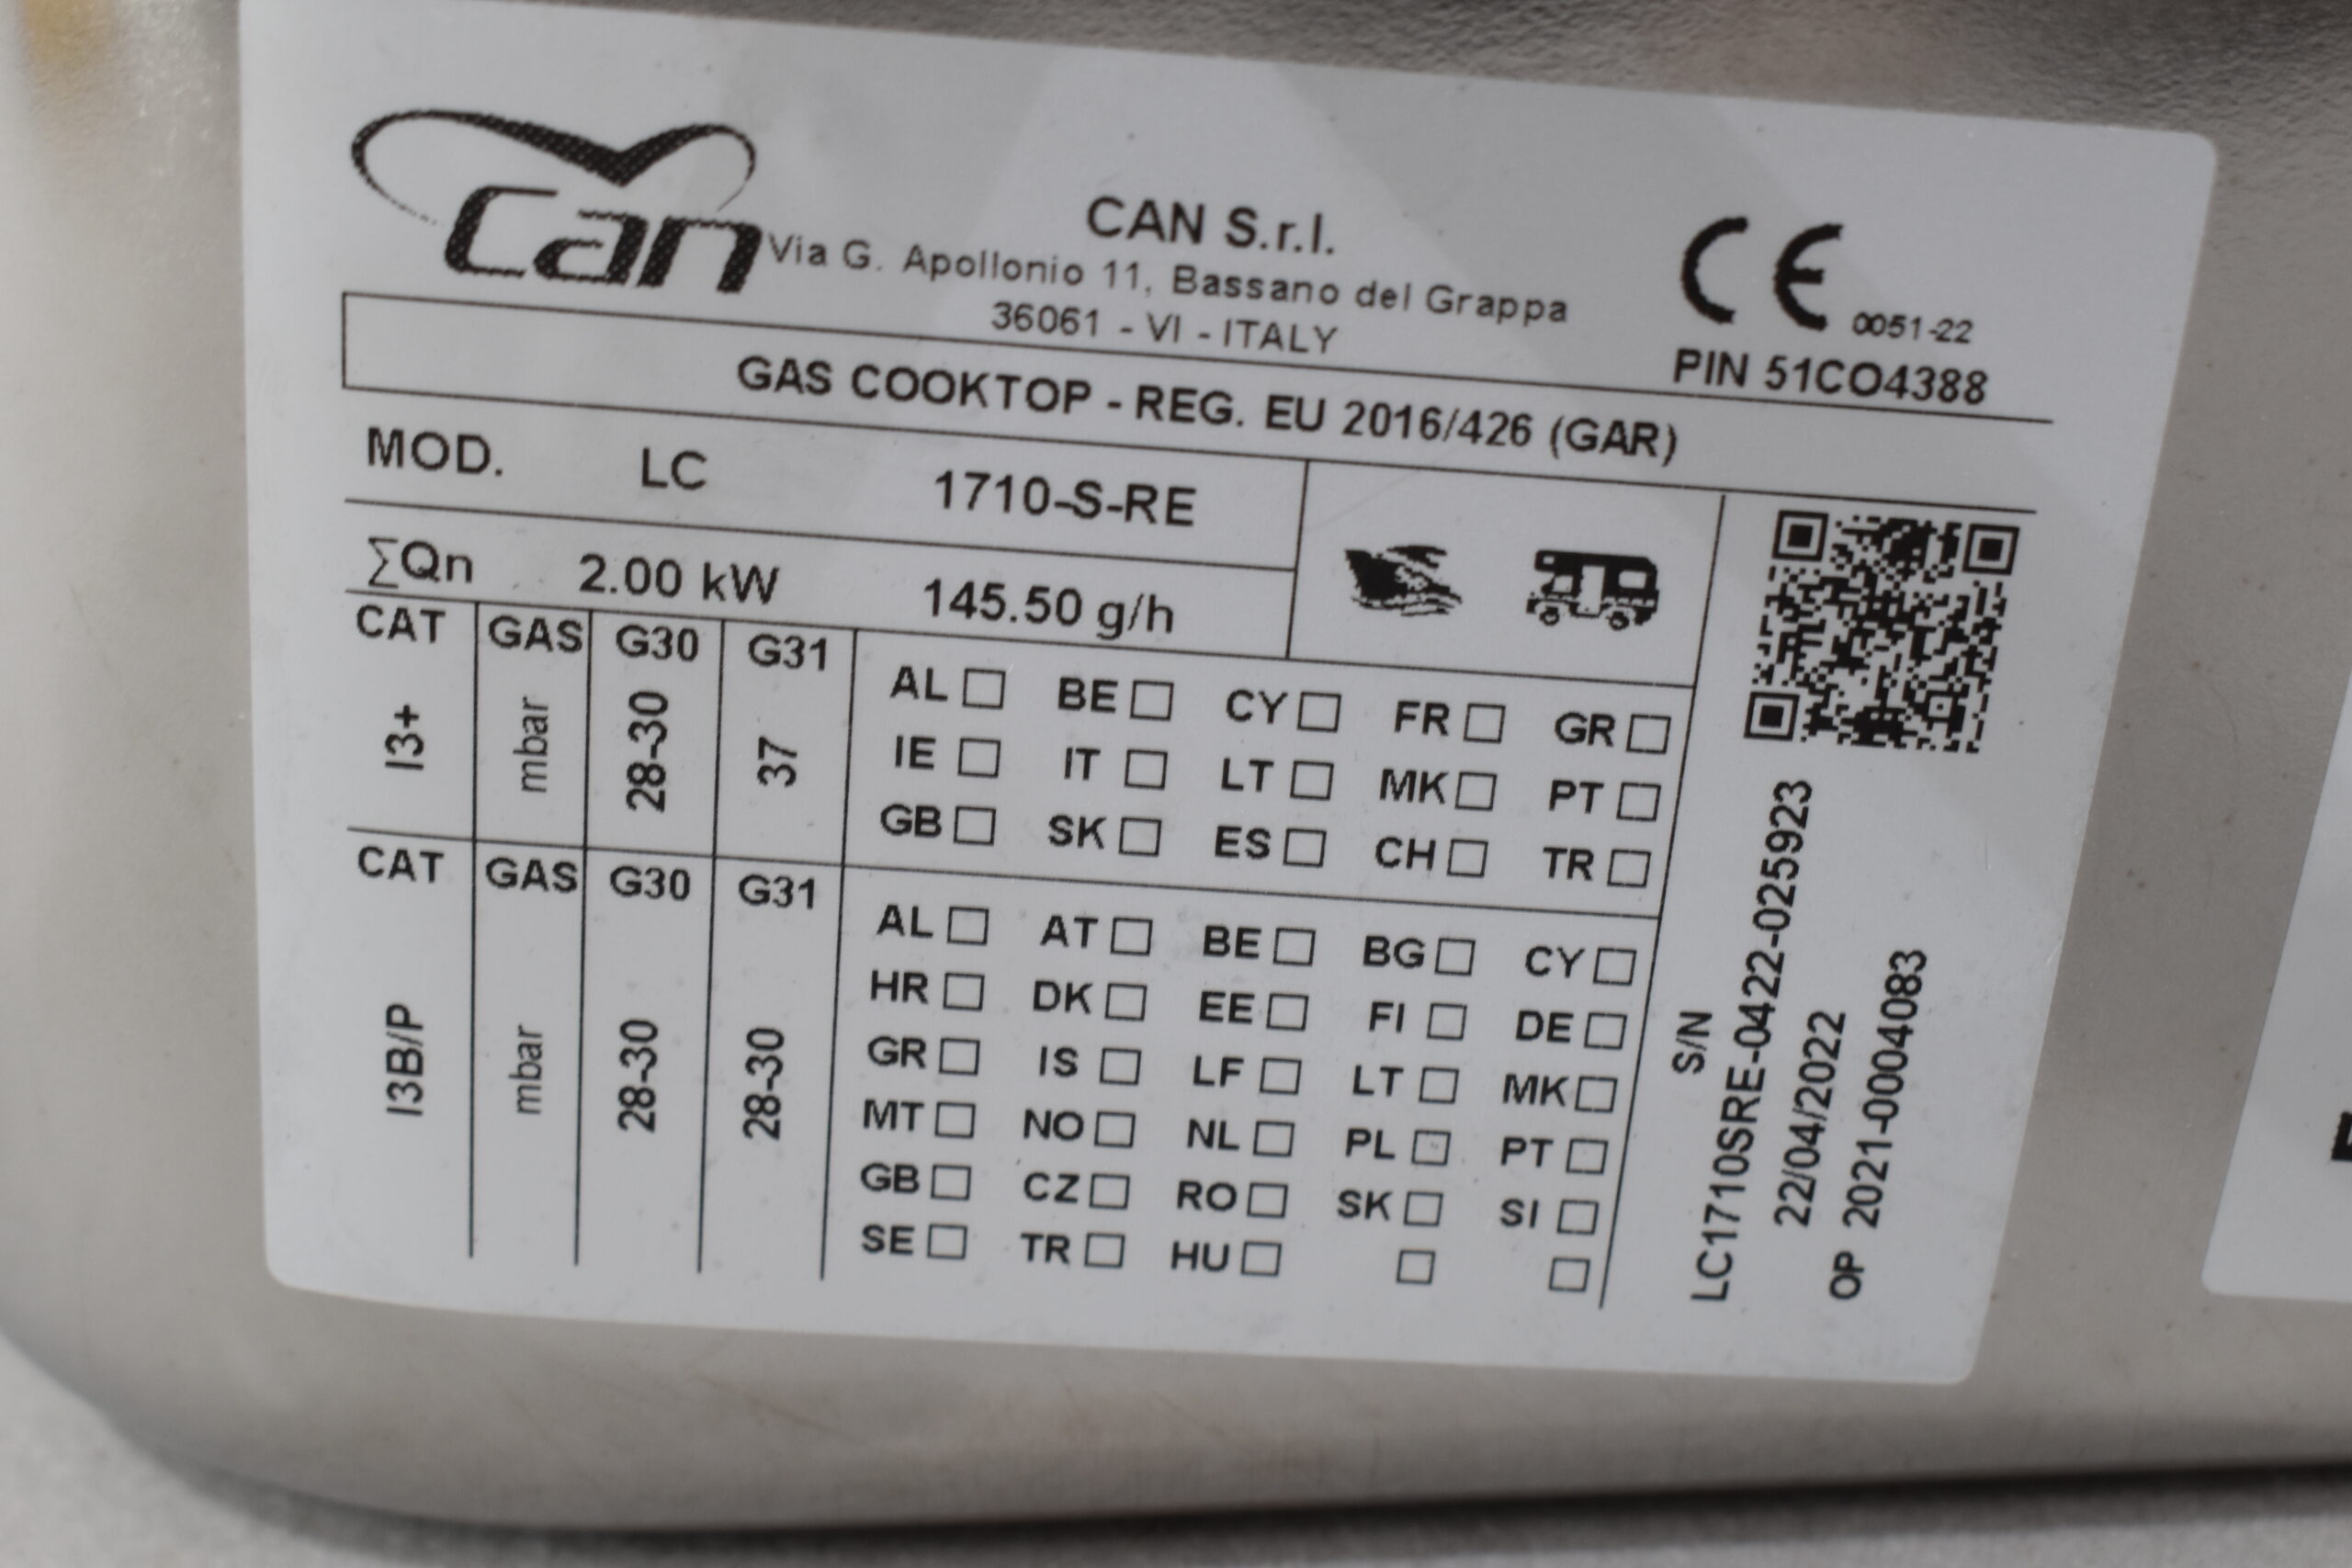 can
CAN S.r.l.
Via G. Apollonio 11, Bassano del Grappa
36061 - VI - ITALY
CE 0051-22
PIN 51CO4388
GAS COOKTOP - REG. EU 2016/426 (GAR)
MOD. LC 1710-S-RE
∑Qn 2.00 kW 145.50 g/h
CAT GAS G30 G31
I3+ mbar 28-30 37
AL BE CY FR GR
IE IT LT MK PT
GB SK ES CH TR
CAT GAS G30 G31
I3B/P mbar 28-30 28-30
AL AT BE BG CY
HR DK EE FI DE
GR IS LF LT MK
MT NO NL PL PT
GB CZ RO SK SI
SE TR HU
S/N
LC1710SRE-0422-025923
22/04/2022
OP 2021-0004083